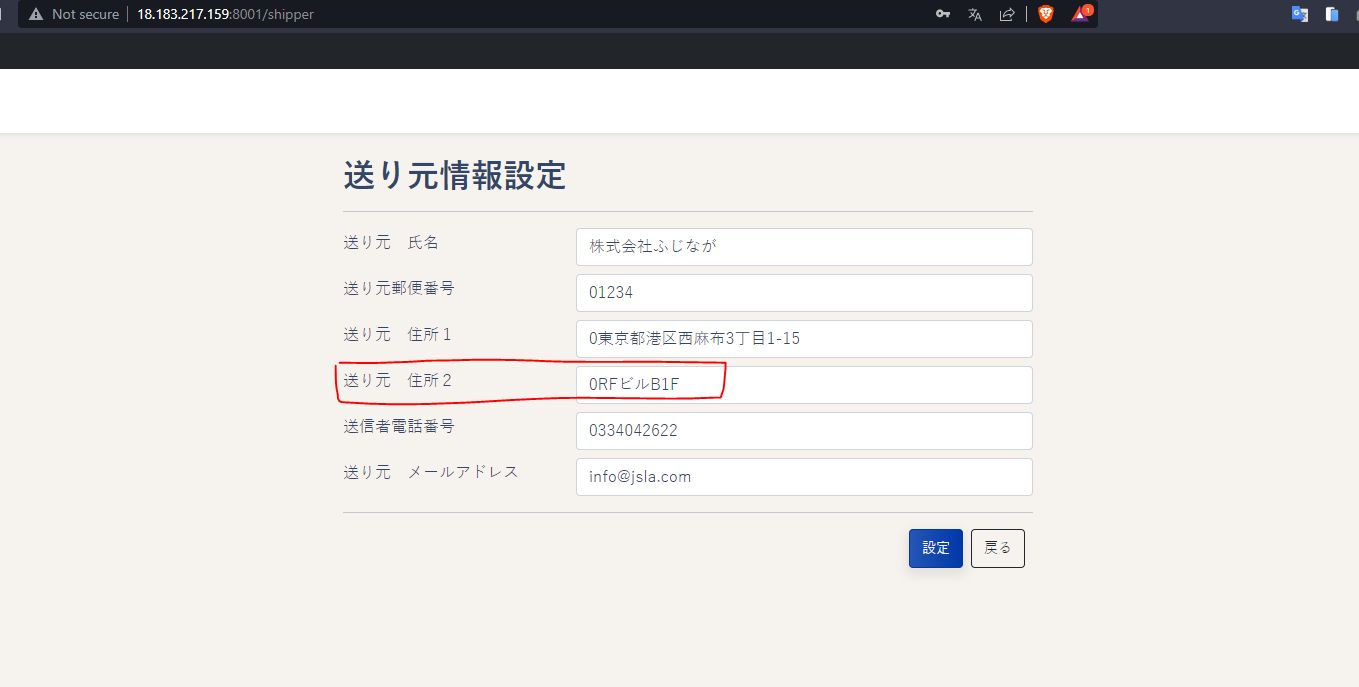 Not secure 18.183.217.159:8001/shipper 1
送り元情報設定
送り元　氏名 株式会社ふじなが
送り元郵便番号 01234
送り元　住所１ 0東京都港区西麻布3丁目1-15
送り元　住所２ 0RFビルB1F
送信者電話番号 0334042622
送り元　メールアドレス info@jsla.com
設定 戻る